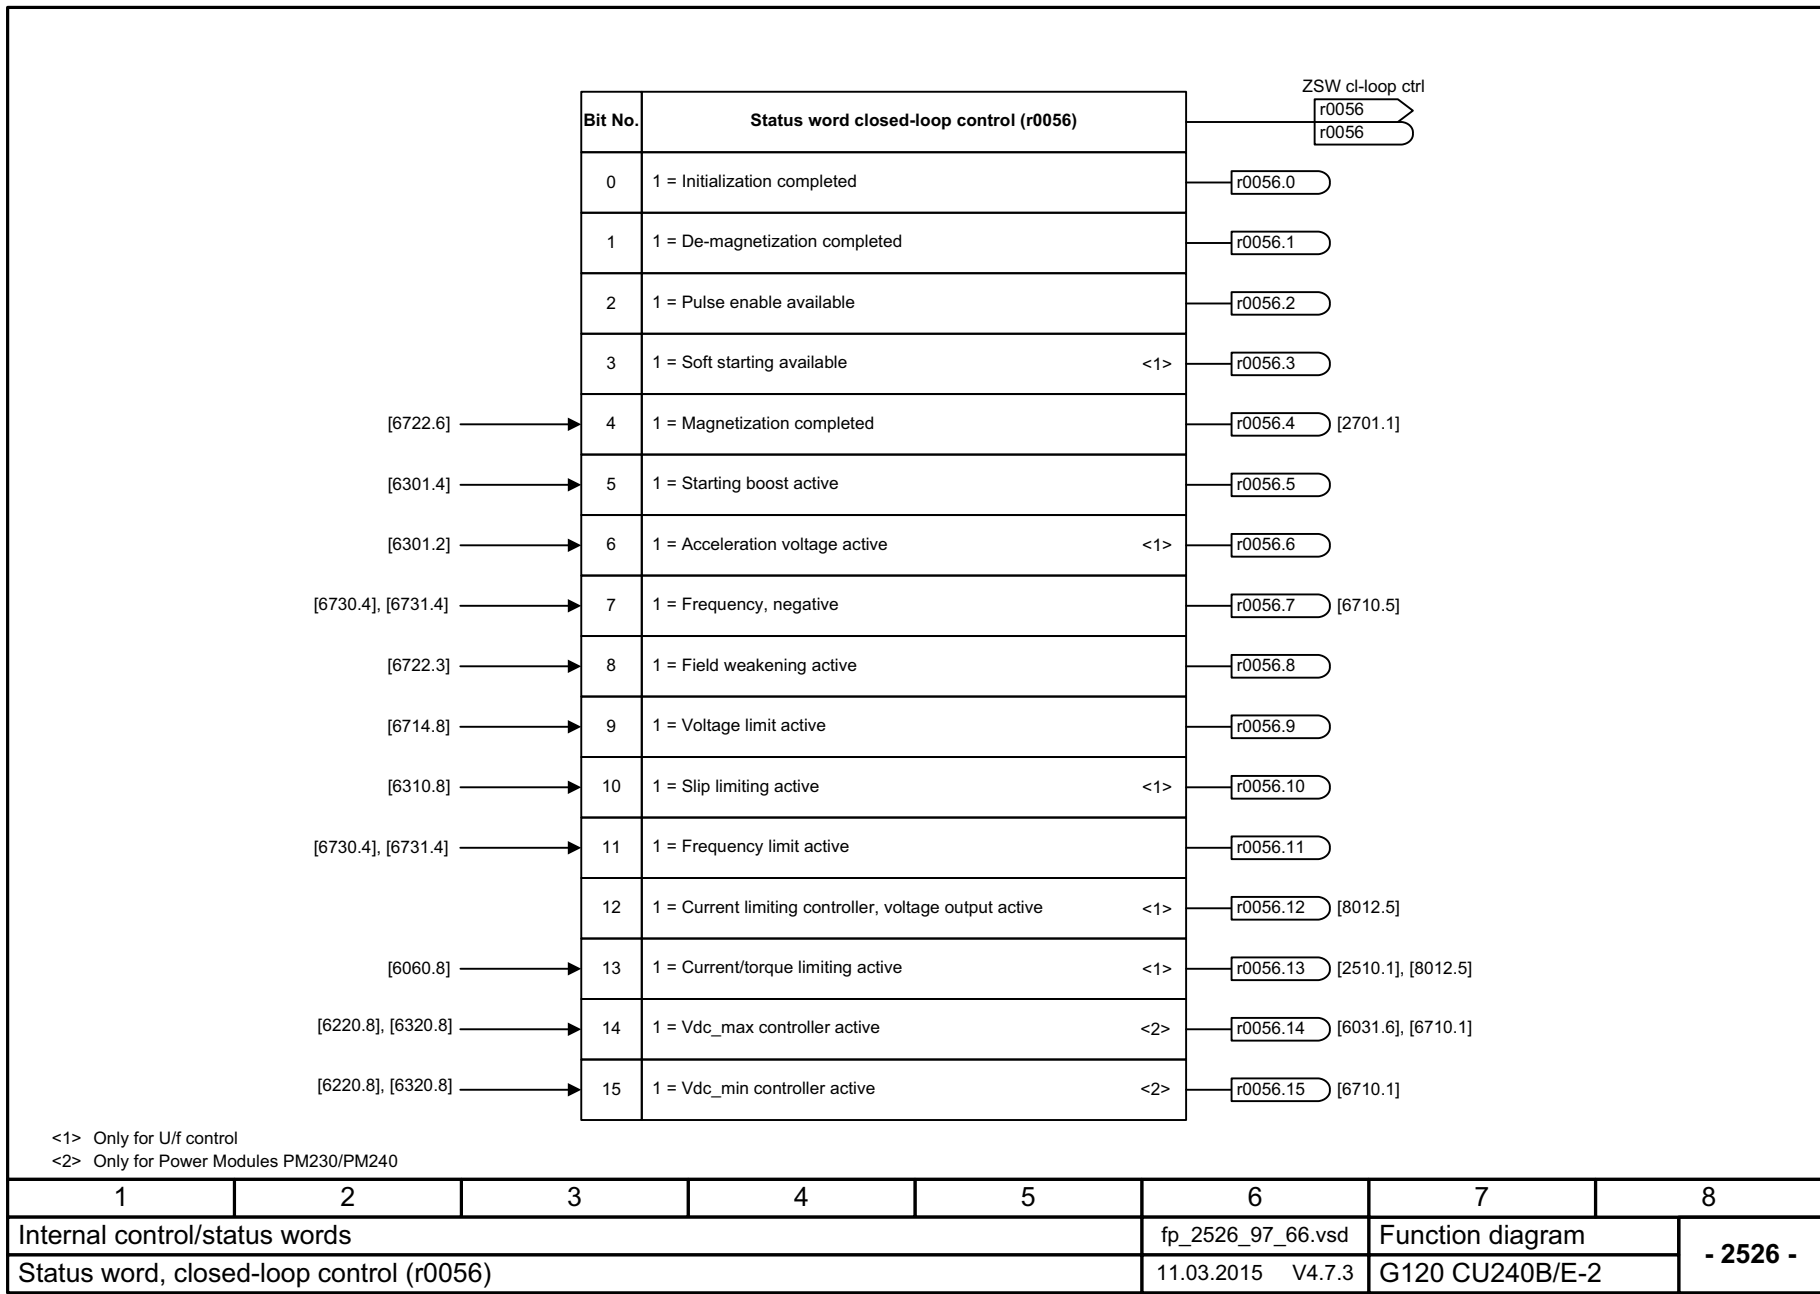 ZSW cl-loop ctrl
Bit No. Status word closed-loop control (r0056) r0056
r0056
0 1 = Initialization completed r0056.0
1 1 = De-magnetization completed r0056.1
2 1 = Pulse enable available r0056.2
3 1 = Soft starting available <1> r0056.3
[6722.6] 4 1 = Magnetization completed r0056.4 [2701.1]
[6301.4] 5 1 = Starting boost active r0056.5
[6301.2] 6 1 = Acceleration voltage active <1> r0056.6
[6730.4], [6731.4] 7 1 = Frequency, negative r0056.7 [6710.5]
[6722.3] 8 1 = Field weakening active r0056.8
[6714.8] 9 1 = Voltage limit active r0056.9
[6310.8] 10 1 = Slip limiting active <1> r0056.10
[6730.4], [6731.4] 11 1 = Frequency limit active r0056.11
12 1 = Current limiting controller, voltage output active <1> r0056.12 [8012.5]
[6060.8] 13 1 = Current/torque limiting active <1> r0056.13 [2510.1], [8012.5]
[6220.8], [6320.8] 14 1 = Vdc_max controller active <2> r0056.14 [6031.6], [6710.1]
[6220.8], [6320.8] 15 1 = Vdc_min controller active <2> r0056.15 [6710.1]
<1> Only for U/f control
<2> Only for Power Modules PM230/PM240
1 2 3 4 5 6 7 8
Internal control/status words fp_2526_97_66.vsd Function diagram - 2526 -
Status word, closed-loop control (r0056) 11.03.2015 V4.7.3 G120 CU240B/E-2